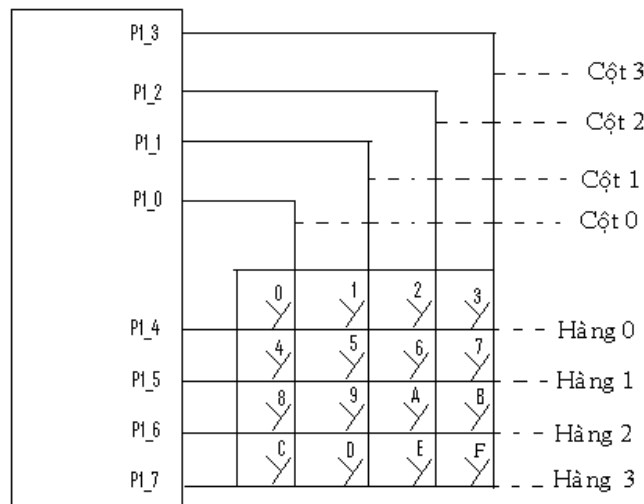 P1_3
Cột 3
P1_2
Cột 2
P1_1
Cột 1
P1_0
Cột 0
0 1 2 3
P1_4 Hàng 0
4 5 6 7
P1_5 Hàng 1
8 9 A B
P1_6 Hàng 2
C D E F
P1_7 Hàng 3